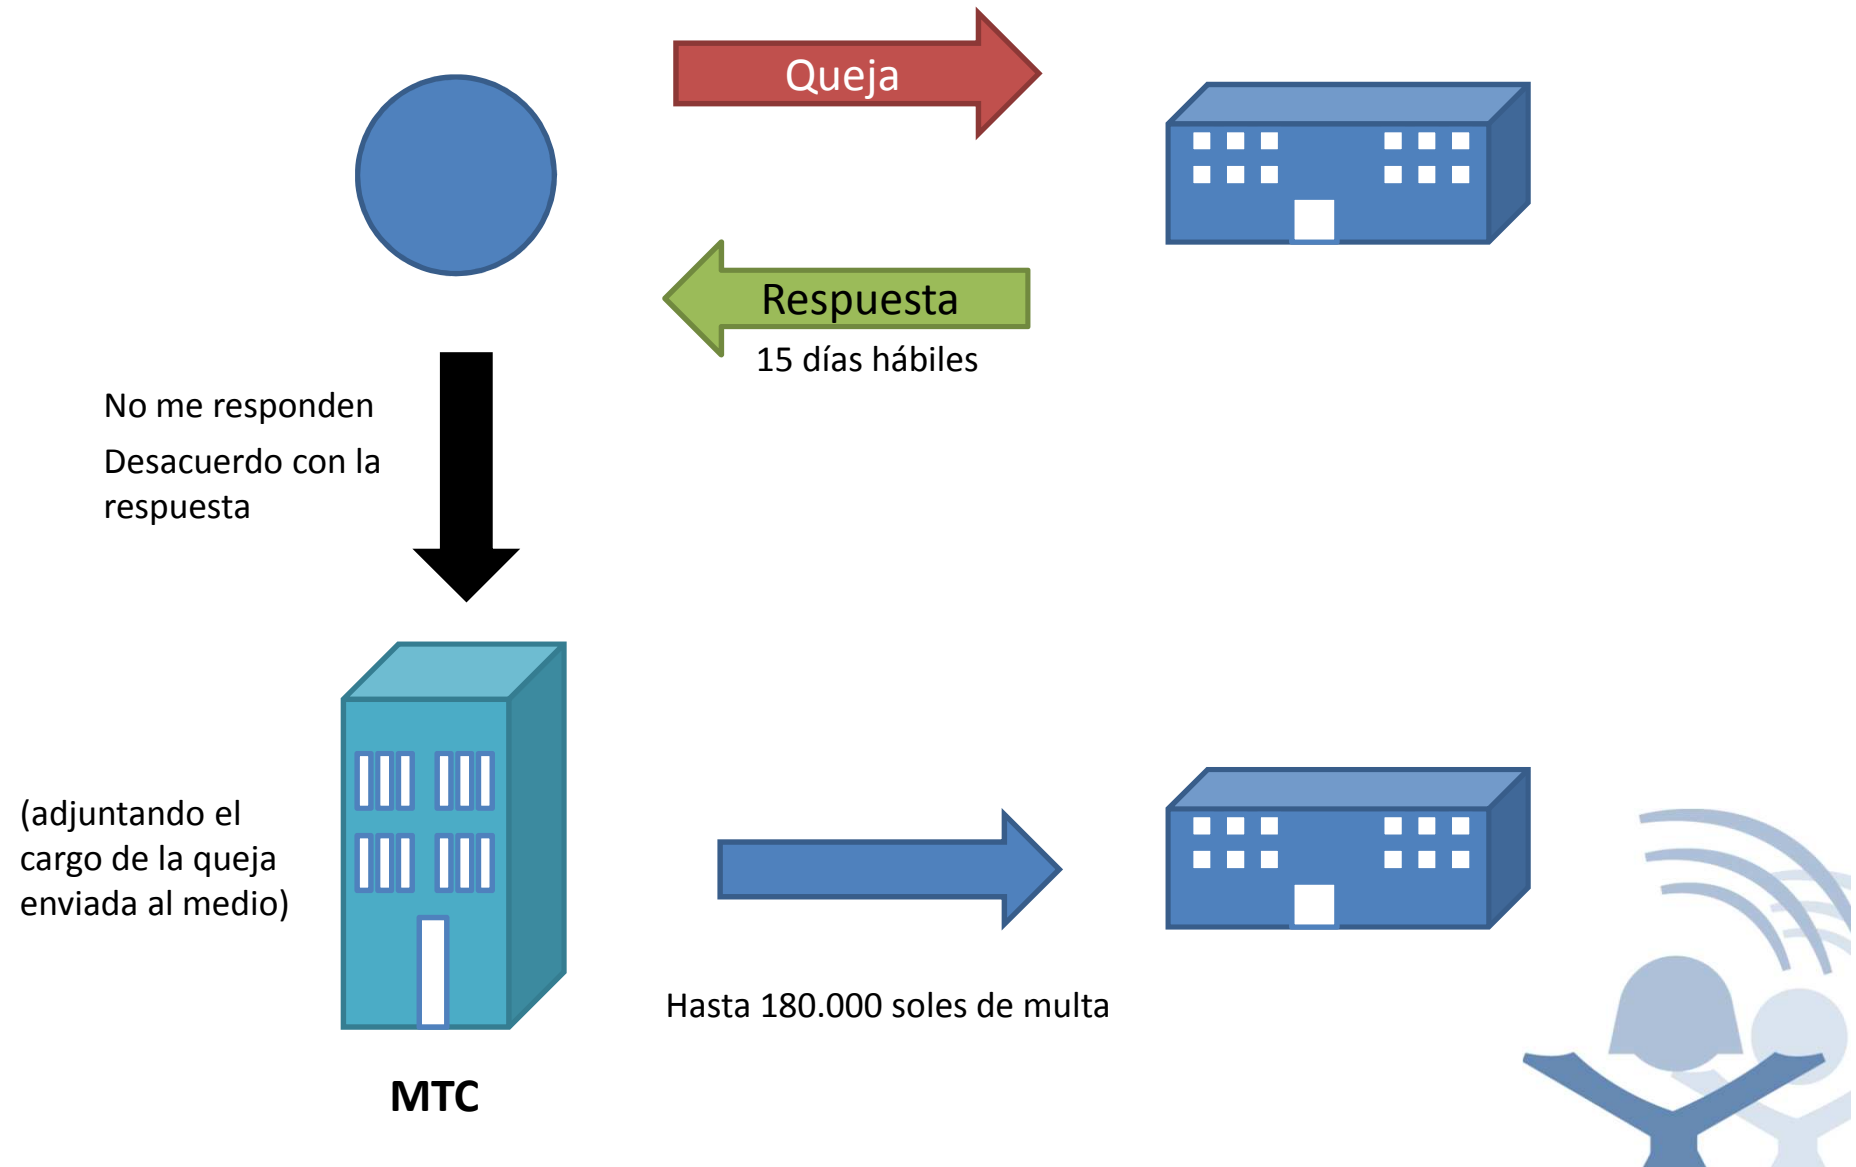 Queja
Respuesta
15 días hábiles
No me responden
Desacuerdo con la
respuesta
(adjuntando el
cargo de la queja
enviada al medio)
Hasta 180.000 soles de multa
MTC